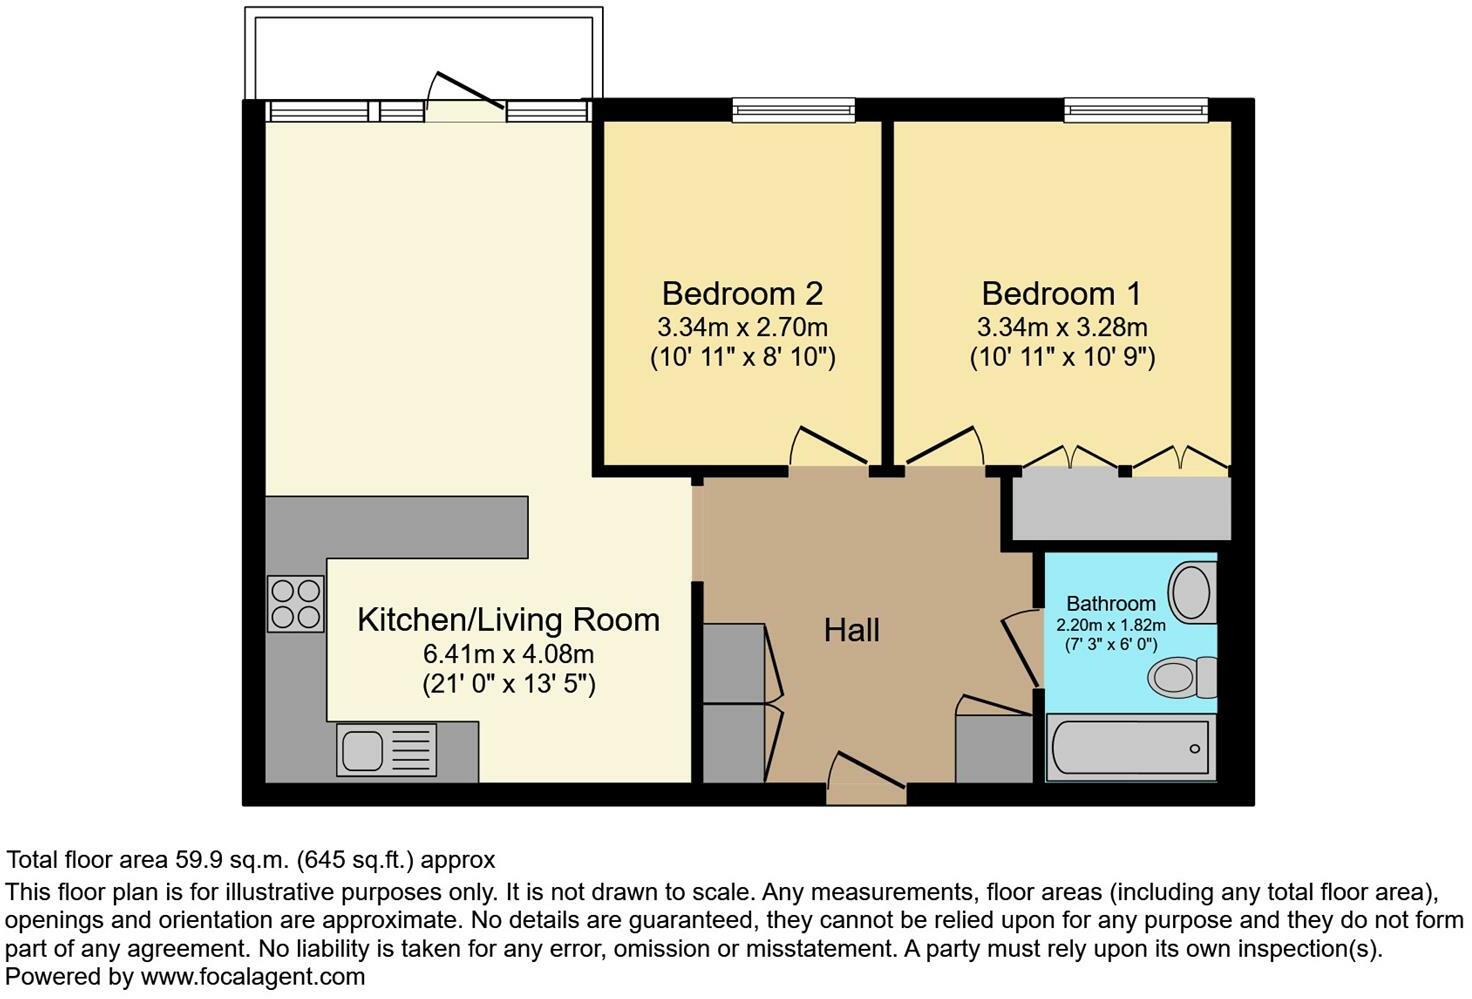 Bedroom 2
3.34m x 2.70m
(10' 11" x 8' 10")
Bedroom 1
3.34m x 3.28m
(10' 11" x 10' 9")
Kitchen/Living Room
6.41m x 4.08m
(21' 0" x 13' 5")
Hall
Bathroom
2.20m x 1.82m
(7' 3" x 6' 0")
Total floor area 59.9 sq.m. (645 sq.ft.) approx
This floor plan is for illustrative purposes only. It is not drawn to scale. Any measurements, floor areas (including any total floor area),
openings and orientation are approximate. No details are guaranteed, they cannot be relied upon for any purpose and they do not form
part of any agreement. No liability is taken for any error, omission or misstatement. A party must rely upon its own inspection(s).
Powered by www.focalagent.com